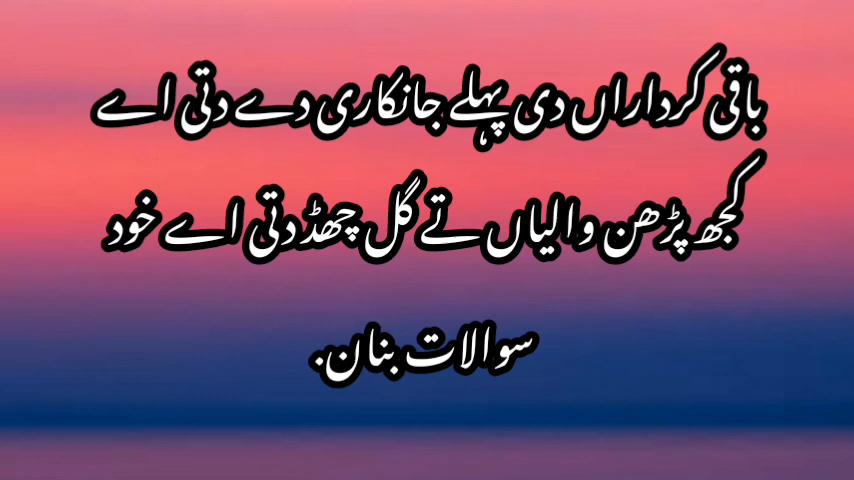 باقی کرداراں دی پہلے جانکاری دے دتی اے
کجھ پڑھن والیاں تے گل چھڈ دتی اے خود
سوالات بنان.